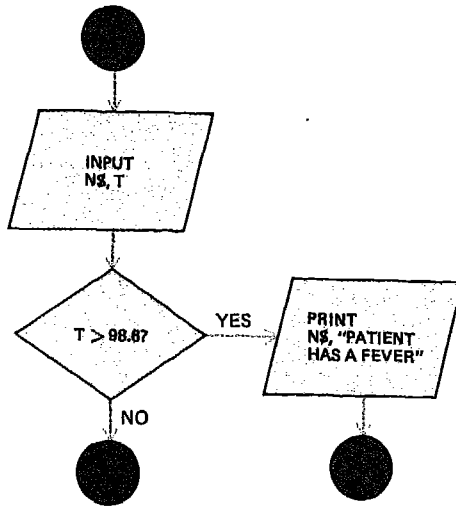 INPUT
N$, T
T > 98.6?
YES
PRINT
N$, "PATIENT
HAS A FEVER"
NO